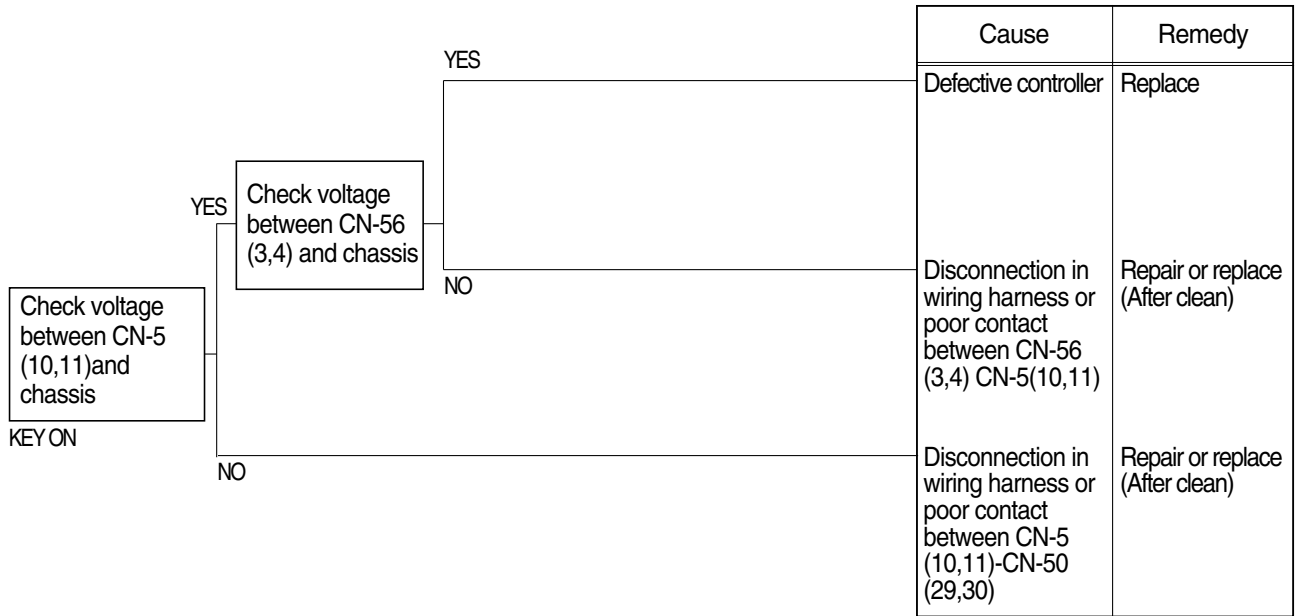 Cause
Remedy
YES
Defective controller
Replace
YES
Check voltage
between CN-56
(3,4) and chassis
NO
Disconnection in
wiring harness or
poor contact
between CN-56
(3,4) CN-5(10,11)
Repair or replace
(After clean)
Check voltage
between CN-5
(10,11)and
chassis
KEY ON
NO
Disconnection in
wiring harness or
poor contact
between CN-5
(10,11)-CN-50
(29,30)
Repair or replace
(After clean)